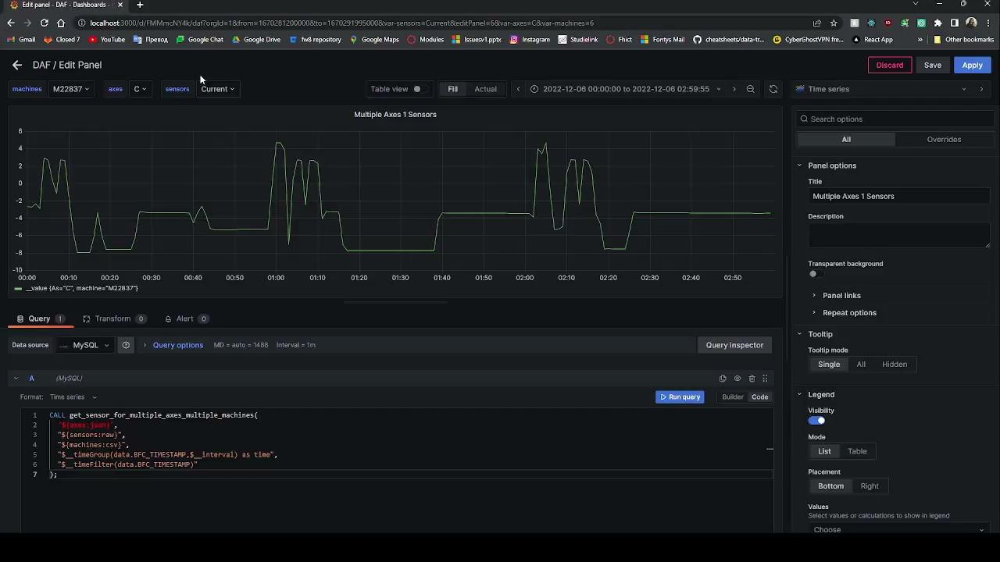 Edit panel - DAF - Dashboards -
localhost:3000/d/FMMmcNY4k/daf?orgId=1&from=1670281200000&to=1670291995000&var-sensors=Current&editPanel=6&var-axes=C&var-machines=6
Gmail Closed 7 YouTube Превод Google Chat Google Drive fv8 repository Google Maps Modules Issuesv1.pptx Instagram Studielink Fhict Fontys Mail cheatsheets/data-tr... CyberGhostVPN fre... React App Other bookmarks
DAF / Edit Panel
Discard Save Apply
machines M22837 axes C sensors Current Table view Fill Actual 2022-12-06 00:00:00 to 2022-12-06 02:59:55 Time series
Multiple Axes 1 Sensors
6
4
2
0
-2
-4
-6
-8
-10
00:00 00:10 00:20 00:30 00:40 00:50 01:00 01:10 01:20 01:30 01:40 01:50 02:00 02:10 02:20 02:30 02:40 02:50
__value {As="C", machine="M22837"}
Query 1 Transform 0 Alert 0
Data source MySQL Query options MD = auto = 1488 Interval = 1m Query inspector
A (MySQL)
Format: Time series Run query Builder Code
1 CALL get_sensor_for_multiple_axes_multiple_machines(
2 '${axes:json}',
3 "${sensors:raw}",
4 "${machines:csv}",
5 "$__timeGroup(data.BFC_TIMESTAMP,$__interval) as time",
6 "$__timeFilter(data.BFC_TIMESTAMP)"
7 );
Search options
All Overrides
Panel options
Title
Multiple Axes 1 Sensors
Description
Transparent background
Panel links
Repeat options
Tooltip
Tooltip mode
Single All Hidden
Legend
Visibility
Mode
List Table
Placement
Bottom Right
Values
Select values or calculations to show in legend
Choose